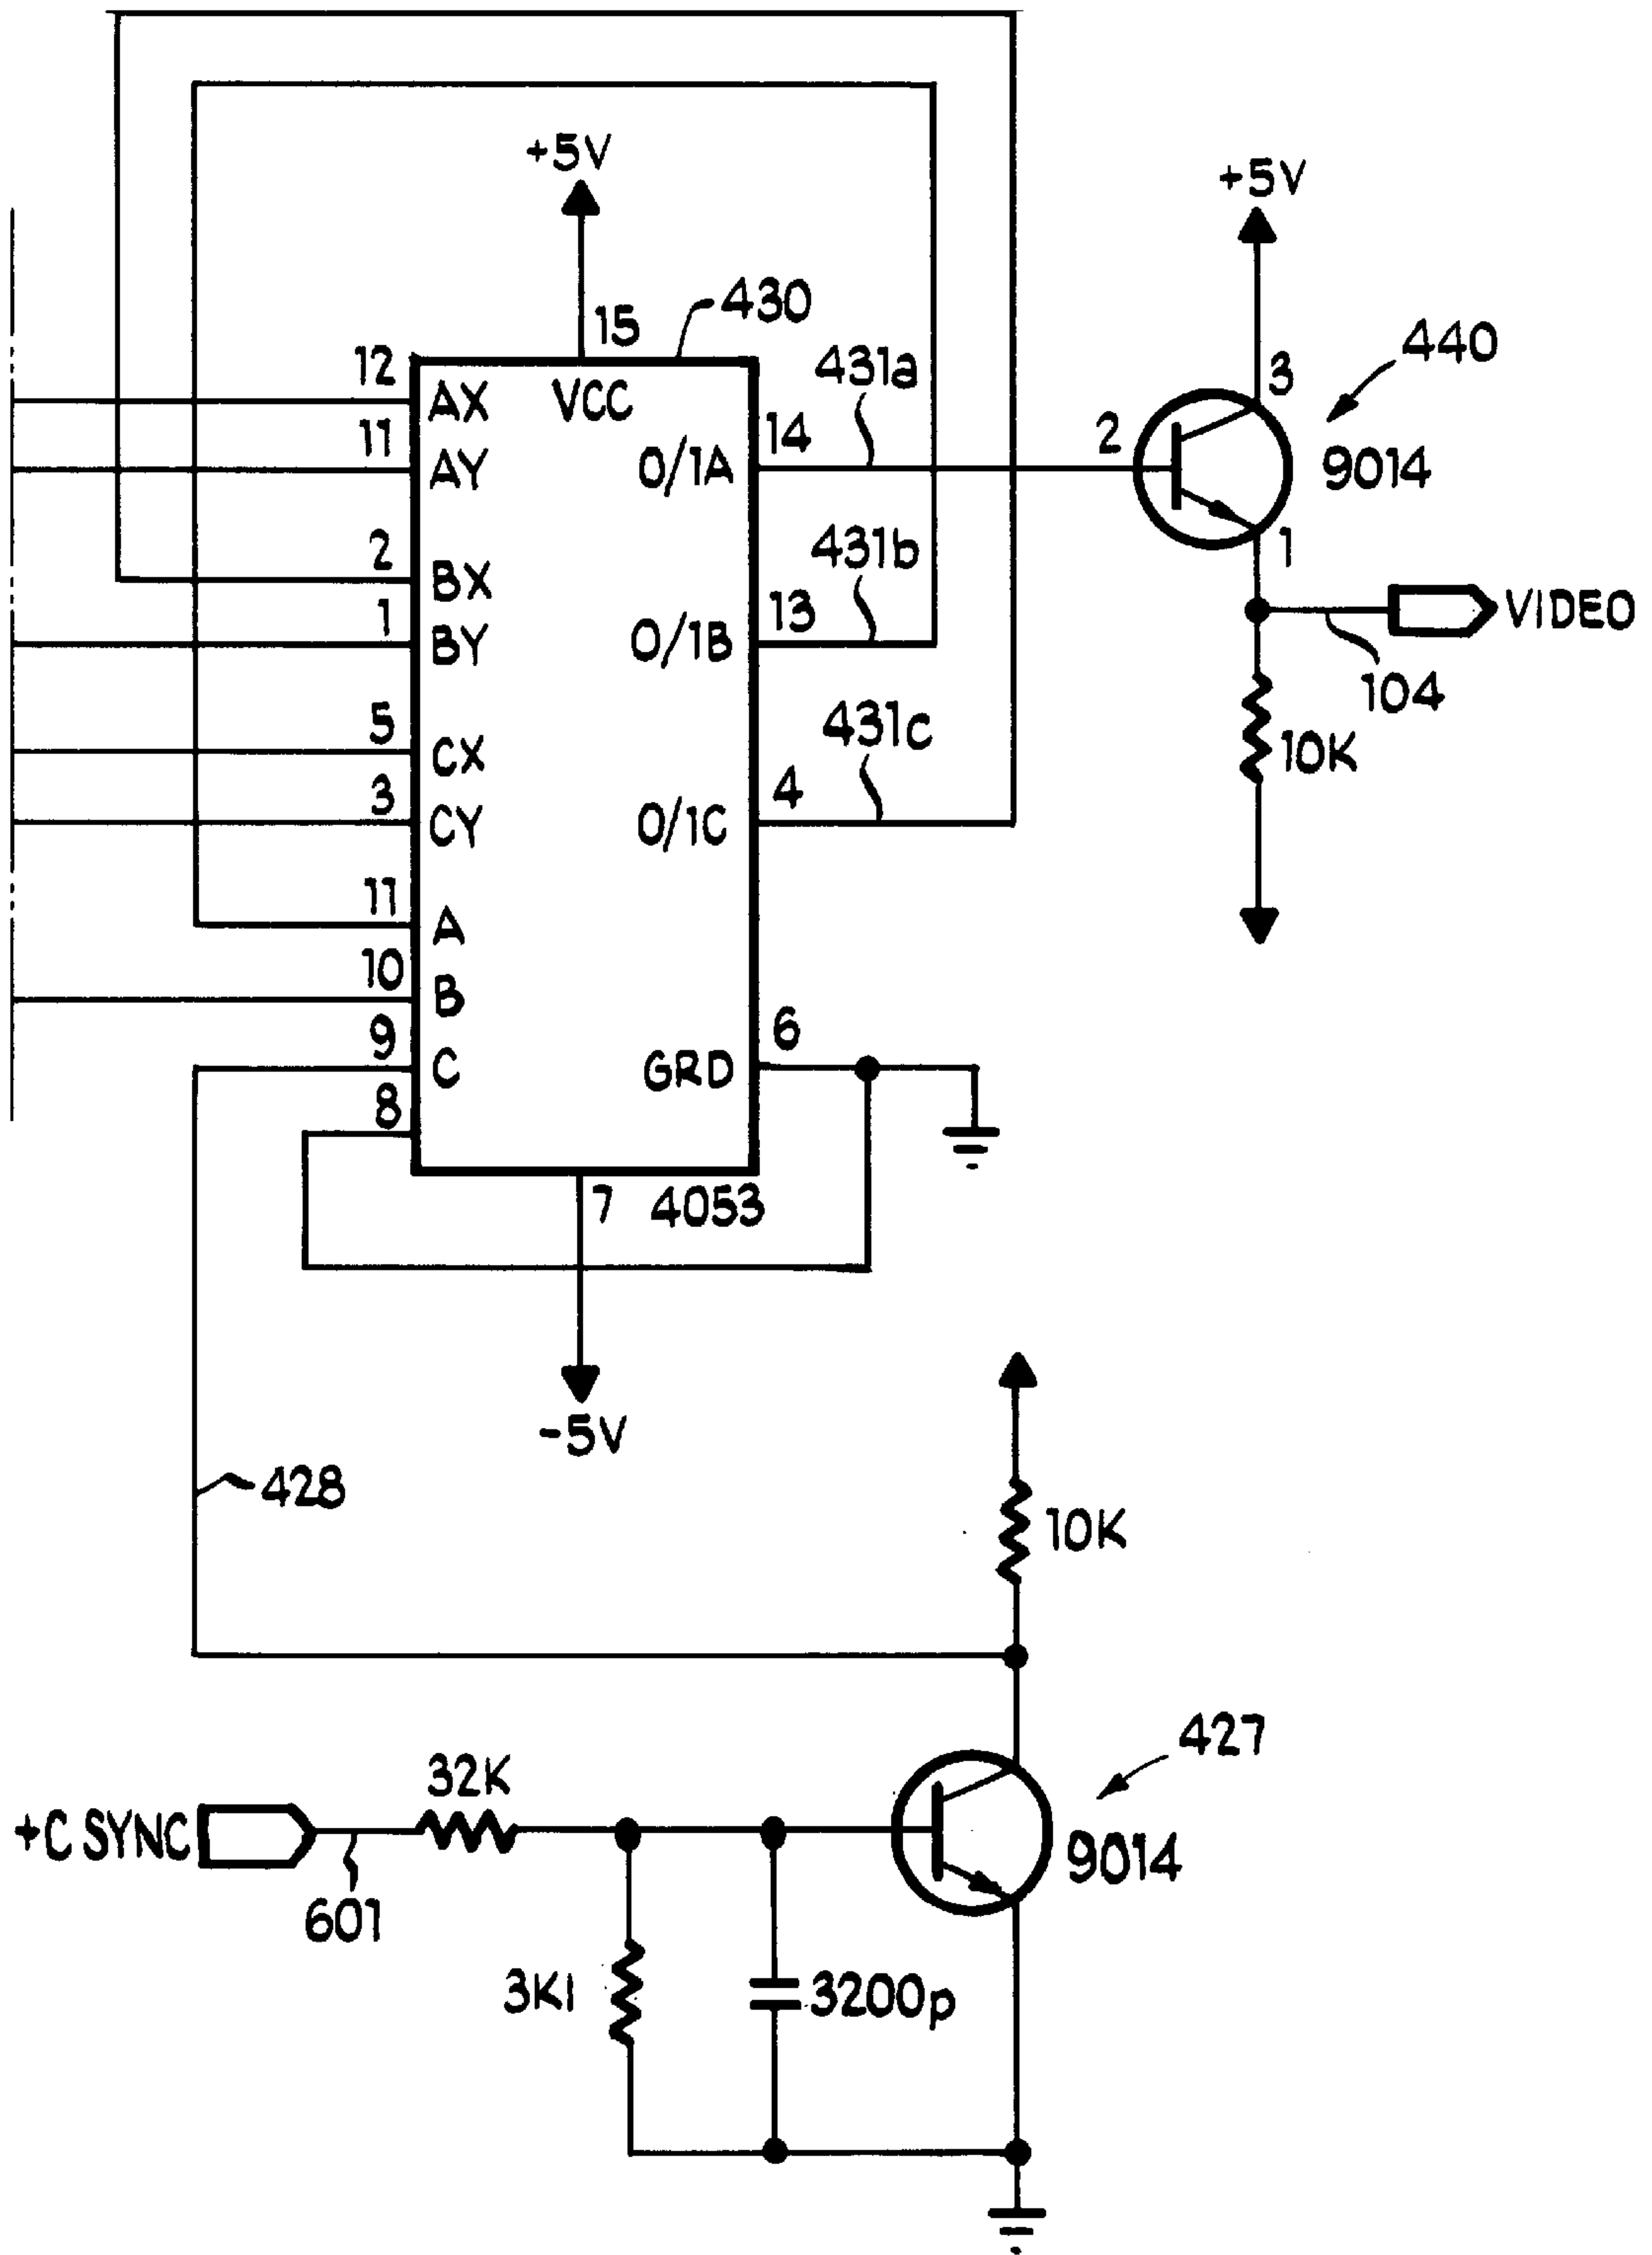 +5V
+5V
15
430
440
12
AX
VCC
431a
3
11
AY
14
0/1A
2
9014
2
BX
431b
1
1
BY
13
0/1B
VIDEO
104
5
CX
431c
10K
3
CY
4
0/1C
11
A
10
B
9
C
6
GRD
8
7
4053
-5V
428
10K
427
32K
+C SYNC
9014
601
3K1
3200p